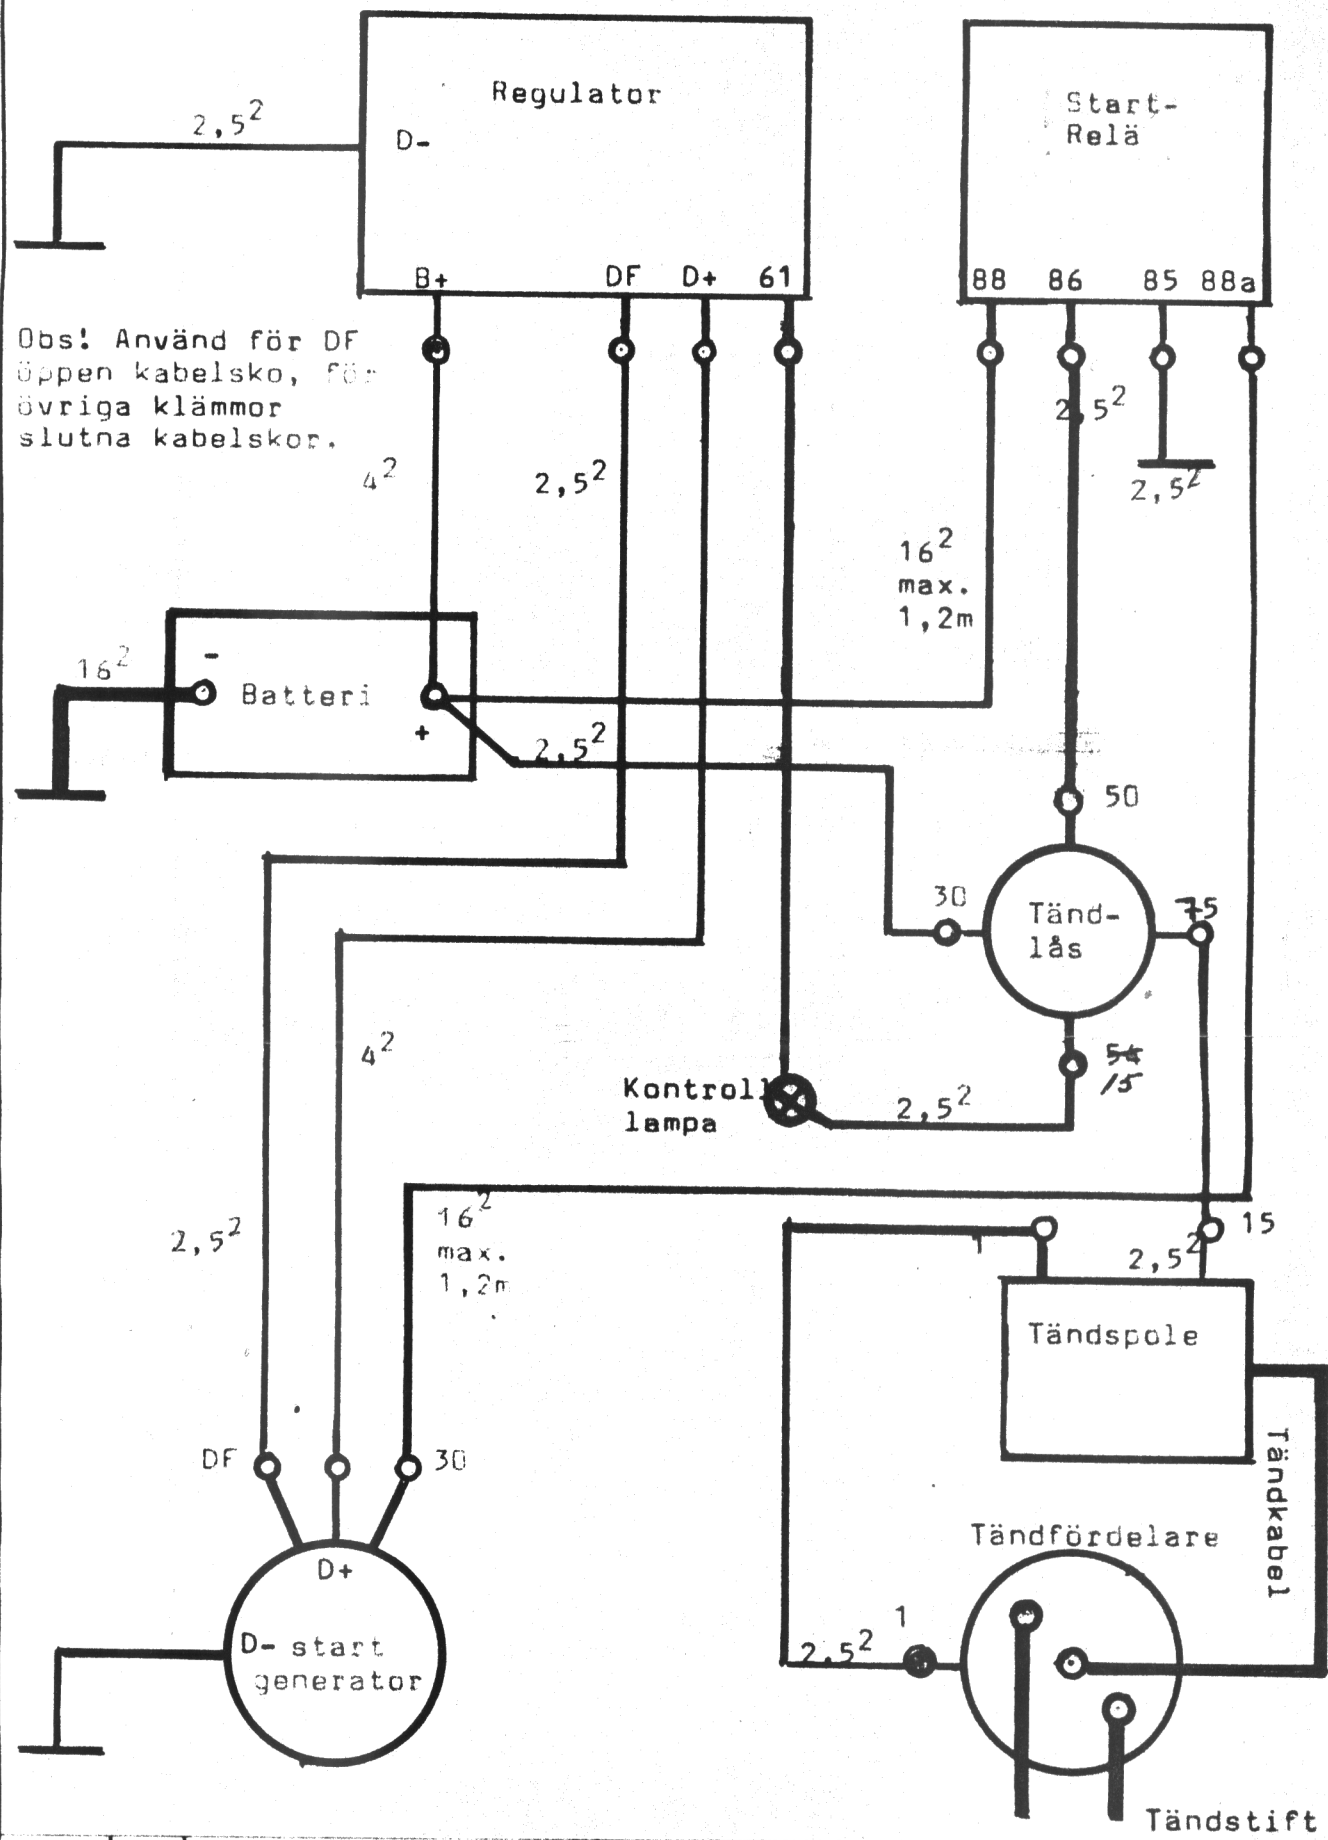 Regulator
Start-
Relä
2,5²
D-
B+ DF D+ 61
88 86 85 88a
Obs! Använd för DF
öppen kabelsko, för
övriga klämmor
slutna kabelskor.
2,5²
4²
2,5²
2,5²
16²
max.
1,2m
16²
-
Batteri
+
2,5²
50
30
Tänd-
lås
75
4²
54
15
Kontroll
lampa
2,5²
2,5²
16²
max.
1,2m
1
2,5²
15
Tändspole
Tändkabel
DF
30
Tändfördelare
D+
1
2.5²
D- start
generator
Tändstift